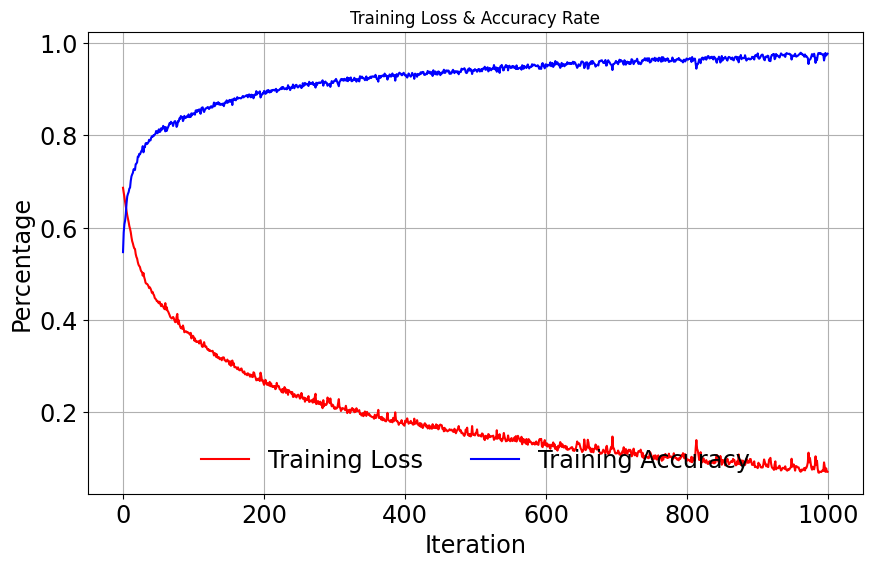 Training Loss & Accuracy Rate
1.0
0.8
0.6
0.4
0.2
Percentage
Training Loss Training Accuracy
0 200 400 600 800 1000
Iteration